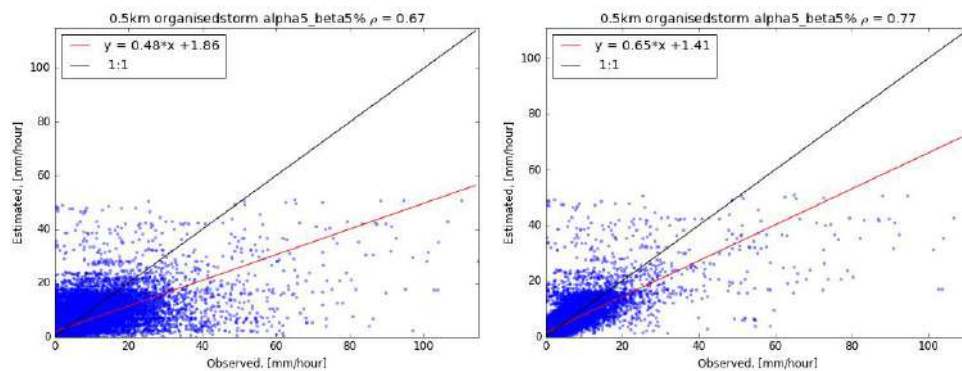 0.5km organisedstorm alpha5_beta5% ρ = 0.67
y = 0.48*x +1.86
1:1
100
80
60
40
20
0
Estimated, [mm/hour]
0 20 40 60 80 100
Observed, [mm/hour]
0.5km organisedstorm alpha5_beta5% ρ = 0.77
y = 0.65*x +1.41
1:1
100
80
60
40
20
0
Estimated, [mm/hour]
0 20 40 60 80 100
Observed, [mm/hour]